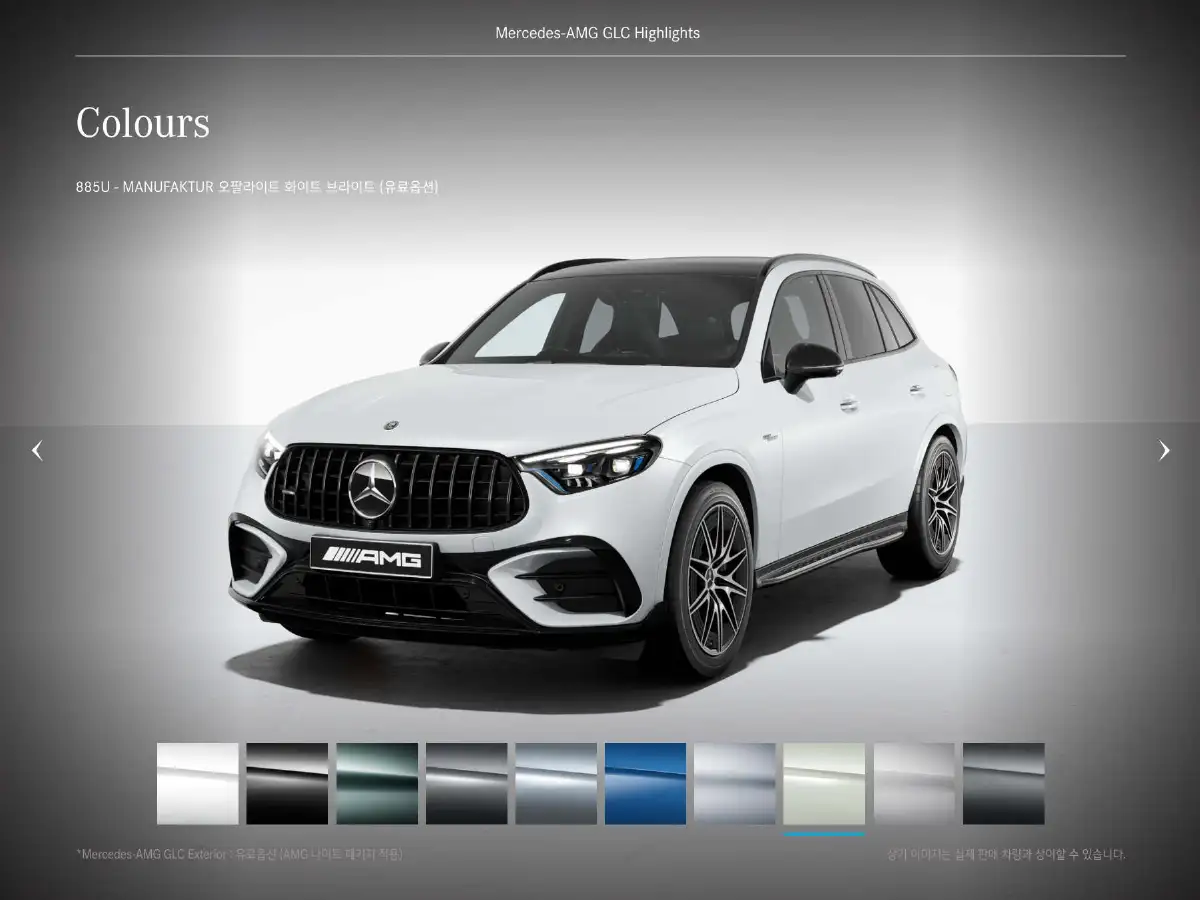 Mercedes-AMG GLC Highlights
Colours
885U - MANUFAKTUR 오팔라이트 화이트 브라이트 (유료옵션)
AMG
*Mercedes-AMG GLC Exterior : 유료옵션 (AMG 나이트 패키지 적용)
상기 이미지는 실제 판매 차량과 상이할 수 있습니다.